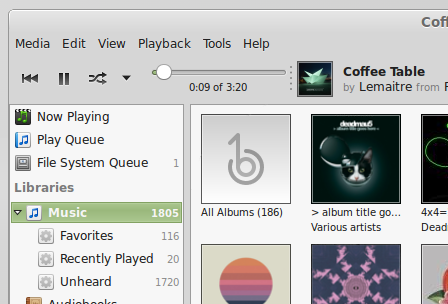 Coff
Media Edit View Playback Tools Help
0:09 of 3:20
Coffee Table
by Lemaitre from
Now Playing
Play Queue
File System Queue 1
Libraries
Music 1805
Favorites 116
Recently Played 20
Unheard 1720
Audiobooks
deadmau5
> album title goes here <
All Albums (186)
> album title go...
Various artists
4x4=
Dead